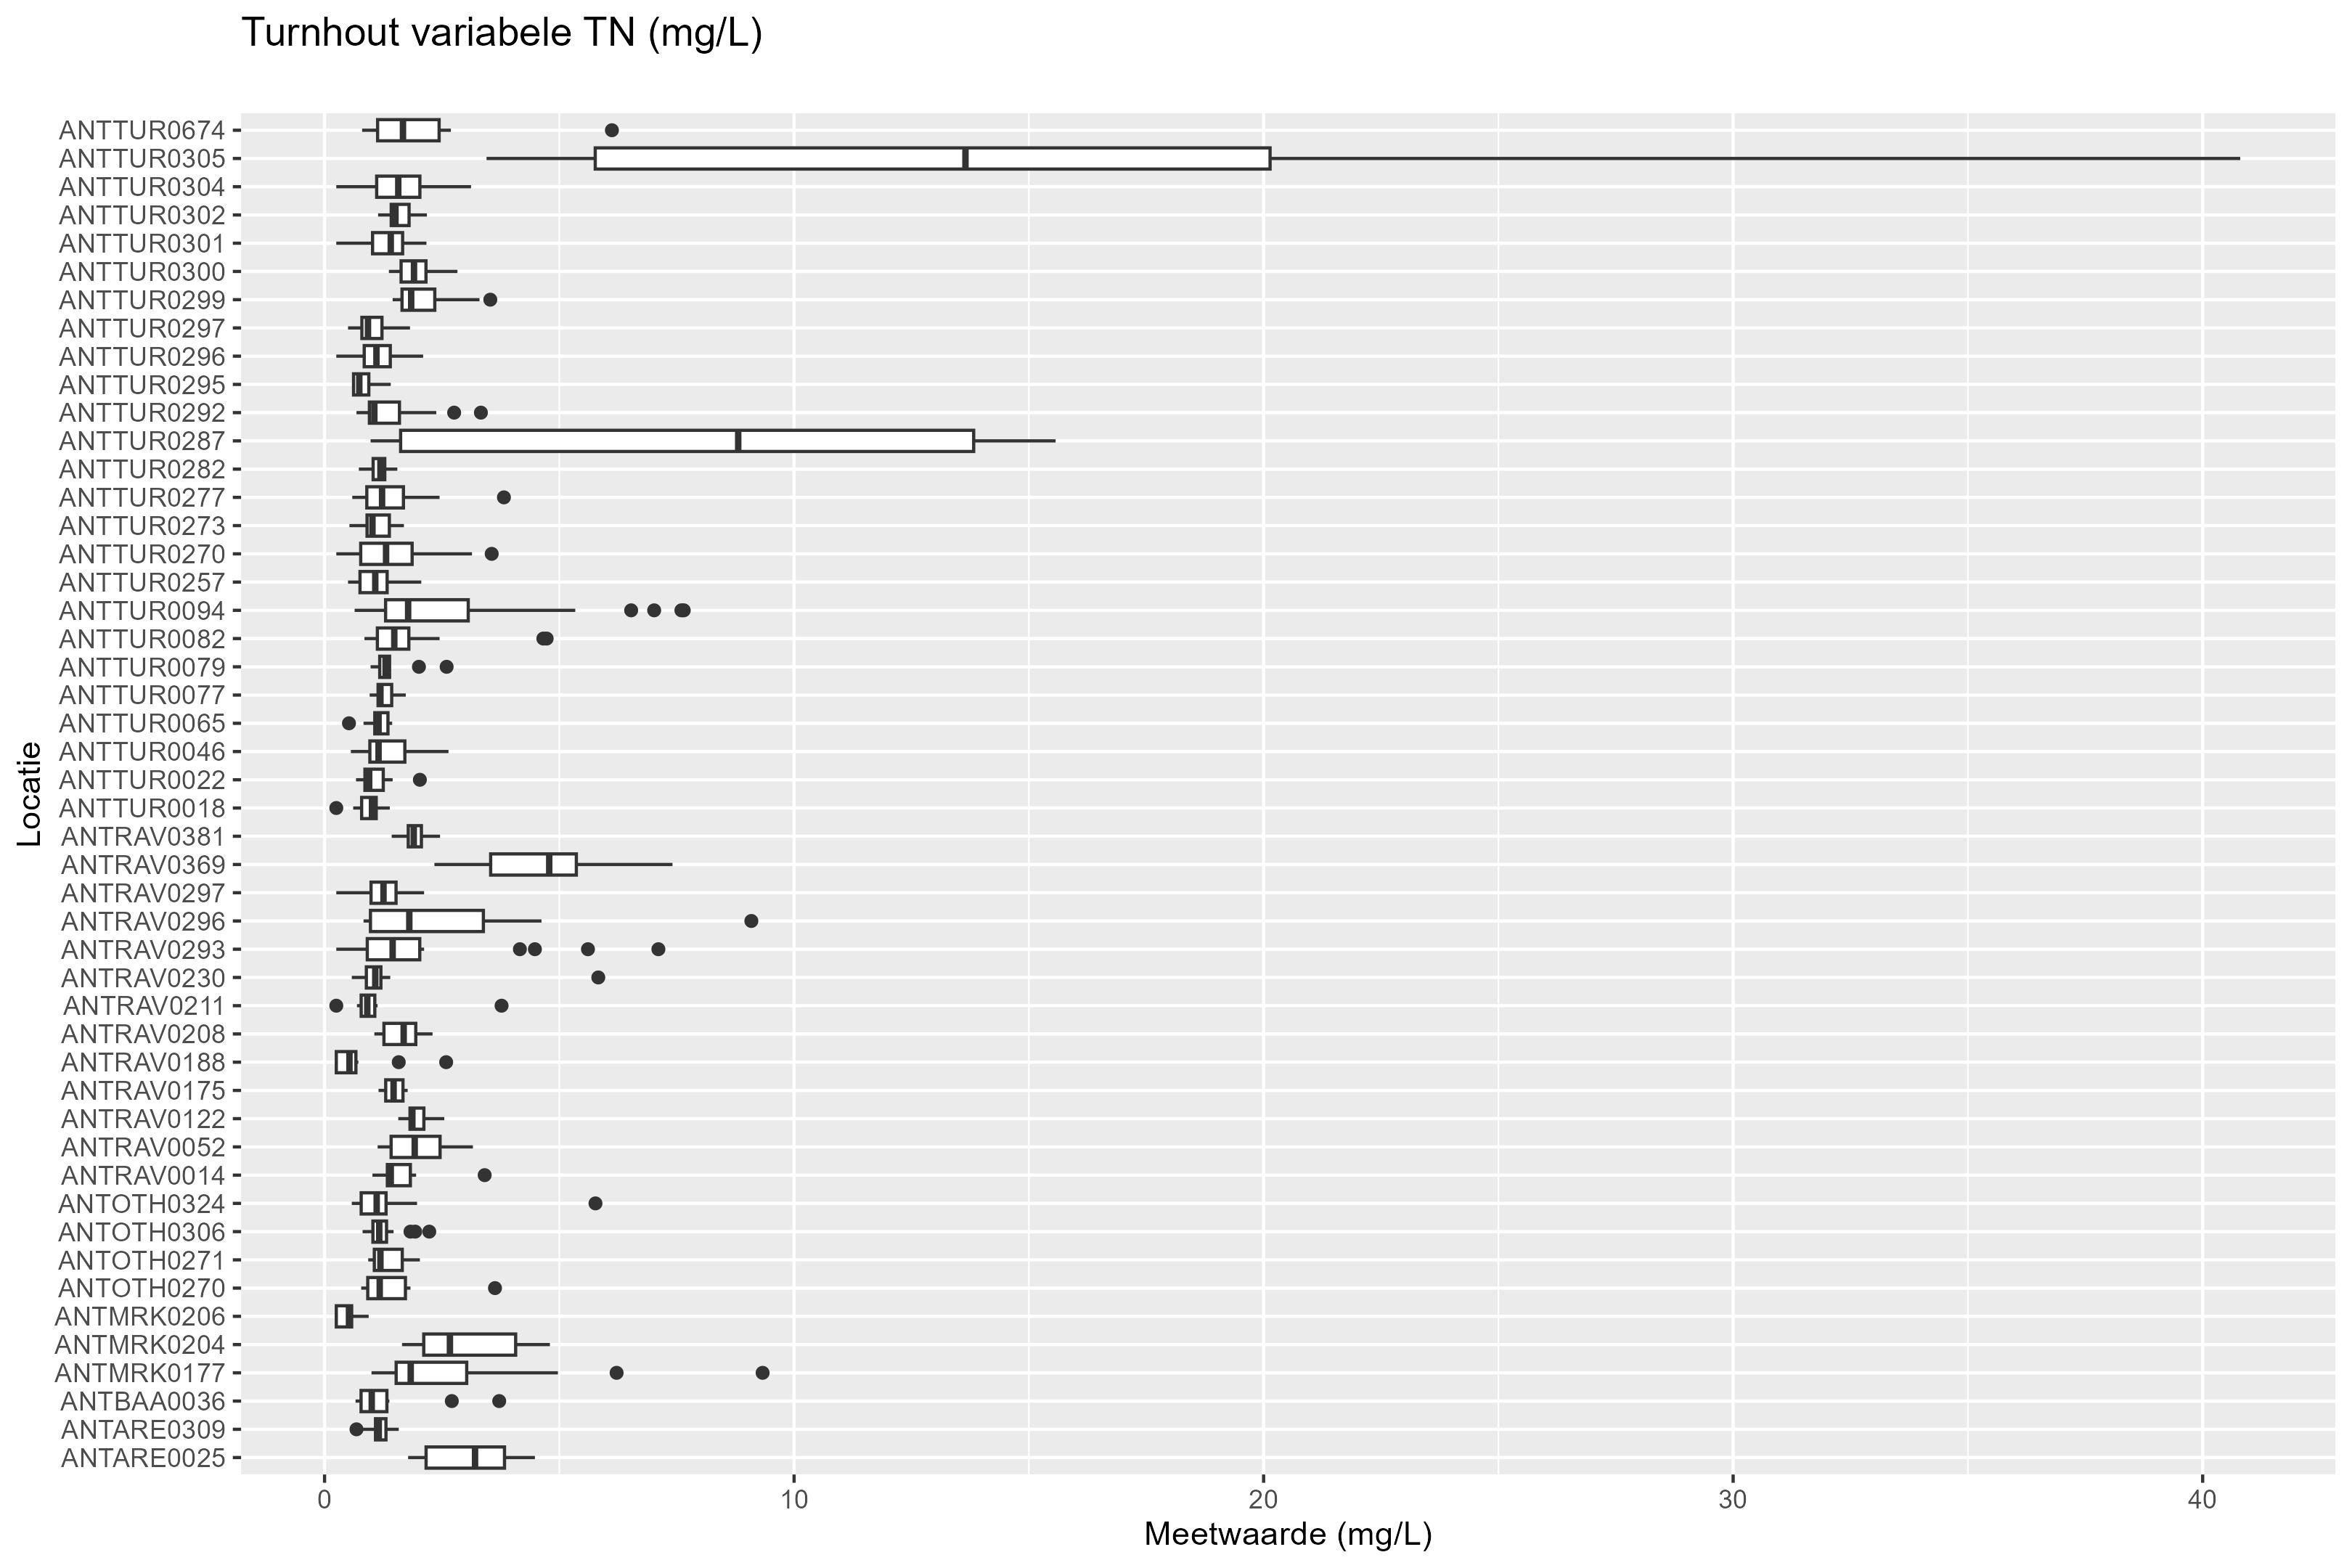 Turnhout variabele TN (mg/L)
ANTTUR0674
ANTTUR0305
ANTTUR0304
ANTTUR0302
ANTTUR0301
ANTTUR0300
ANTTUR0299
ANTTUR0297
ANTTUR0296
ANTTUR0295
ANTTUR0292
ANTTUR0287
ANTTUR0282
ANTTUR0277
ANTTUR0273
ANTTUR0270
ANTTUR0257
ANTTUR0094
ANTTUR0082
ANTTUR0079
ANTTUR0077
ANTTUR0065
ANTTUR0046
ANTTUR0022
ANTTUR0018
ANTRAV0381
ANTRAV0369
ANTRAV0297
ANTRAV0296
ANTRAV0293
ANTRAV0230
ANTRAV0211
ANTRAV0208
ANTRAV0188
ANTRAV0175
ANTRAV0122
ANTRAV0052
ANTRAV0014
ANTOTH0324
ANTOTH0306
ANTOTH0271
ANTOTH0270
ANTMRK0206
ANTMRK0204
ANTMRK0177
ANTBAA0036
ANTARE0309
ANTARE0025
Locatie
0 10 20 30 40
Meetwaarde (mg/L)